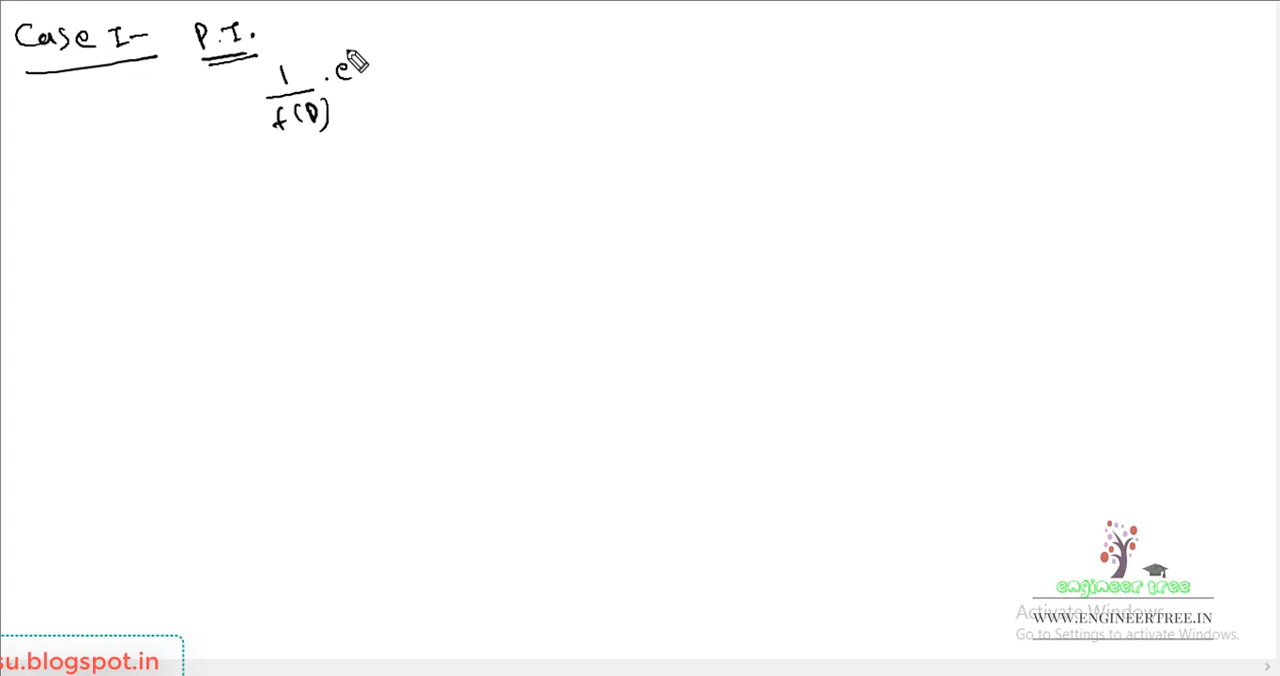 Case I- P.I.
1/f(D) . e
engineer tree
Activate Windows
WWW.ENGINEERTREE.IN
Go to Settings to activate Windows.
su.blogspot.in